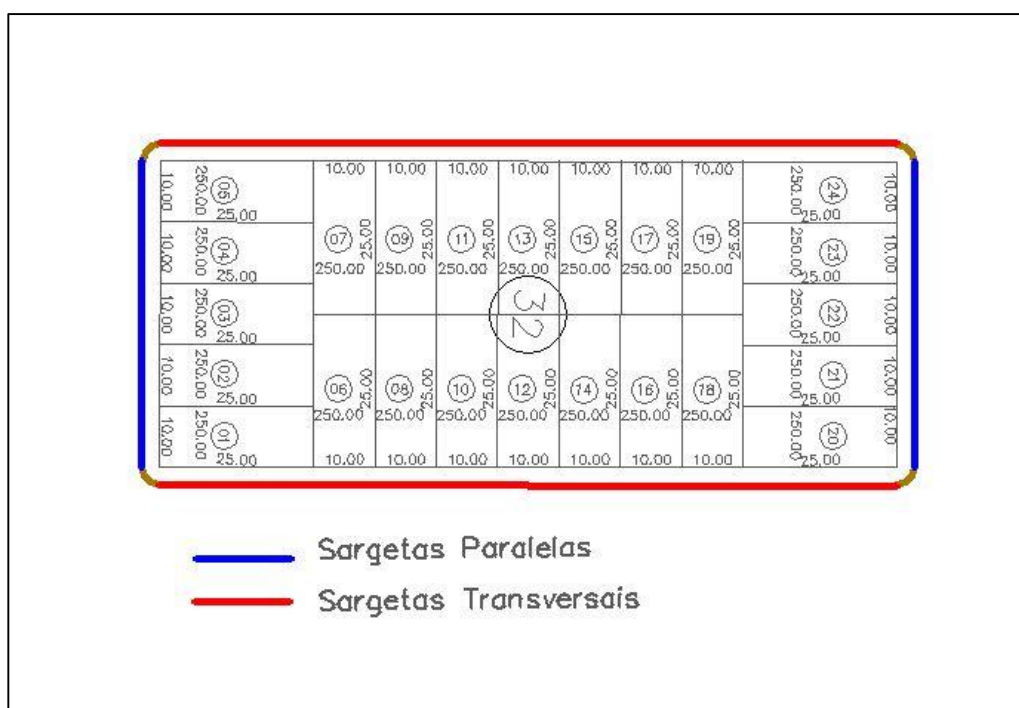 10.00 10.00 10.00 10.00 10.00 10.00 10.00
10.00 250.00 05 25.00
10.00 250.00 04 25.00
10.00 250.00 03 25.00
10.00 250.00 02 25.00
10.00 250.00 01 25.00
07 25.00 09 25.00 11 25.00 13 25.00 15 25.00 17 25.00 19 25.00
250.00 250.00 250.00 250.00 250.00 250.00 250.00
32
06 25.00 08 25.00 10 25.00 12 25.00 14 25.00 16 25.00 18 25.00
250.00 250.00 250.00 250.00 250.00 250.00 250.00
10.00 10.00 10.00 10.00 10.00 10.00 10.00
250.00 24 25.00 10.00
250.00 23 25.00 10.00
250.00 22 25.00 10.00
250.00 21 25.00 10.00
250.00 20 25.00 10.00
Sargetas Paralelas
Sargetas Transversais